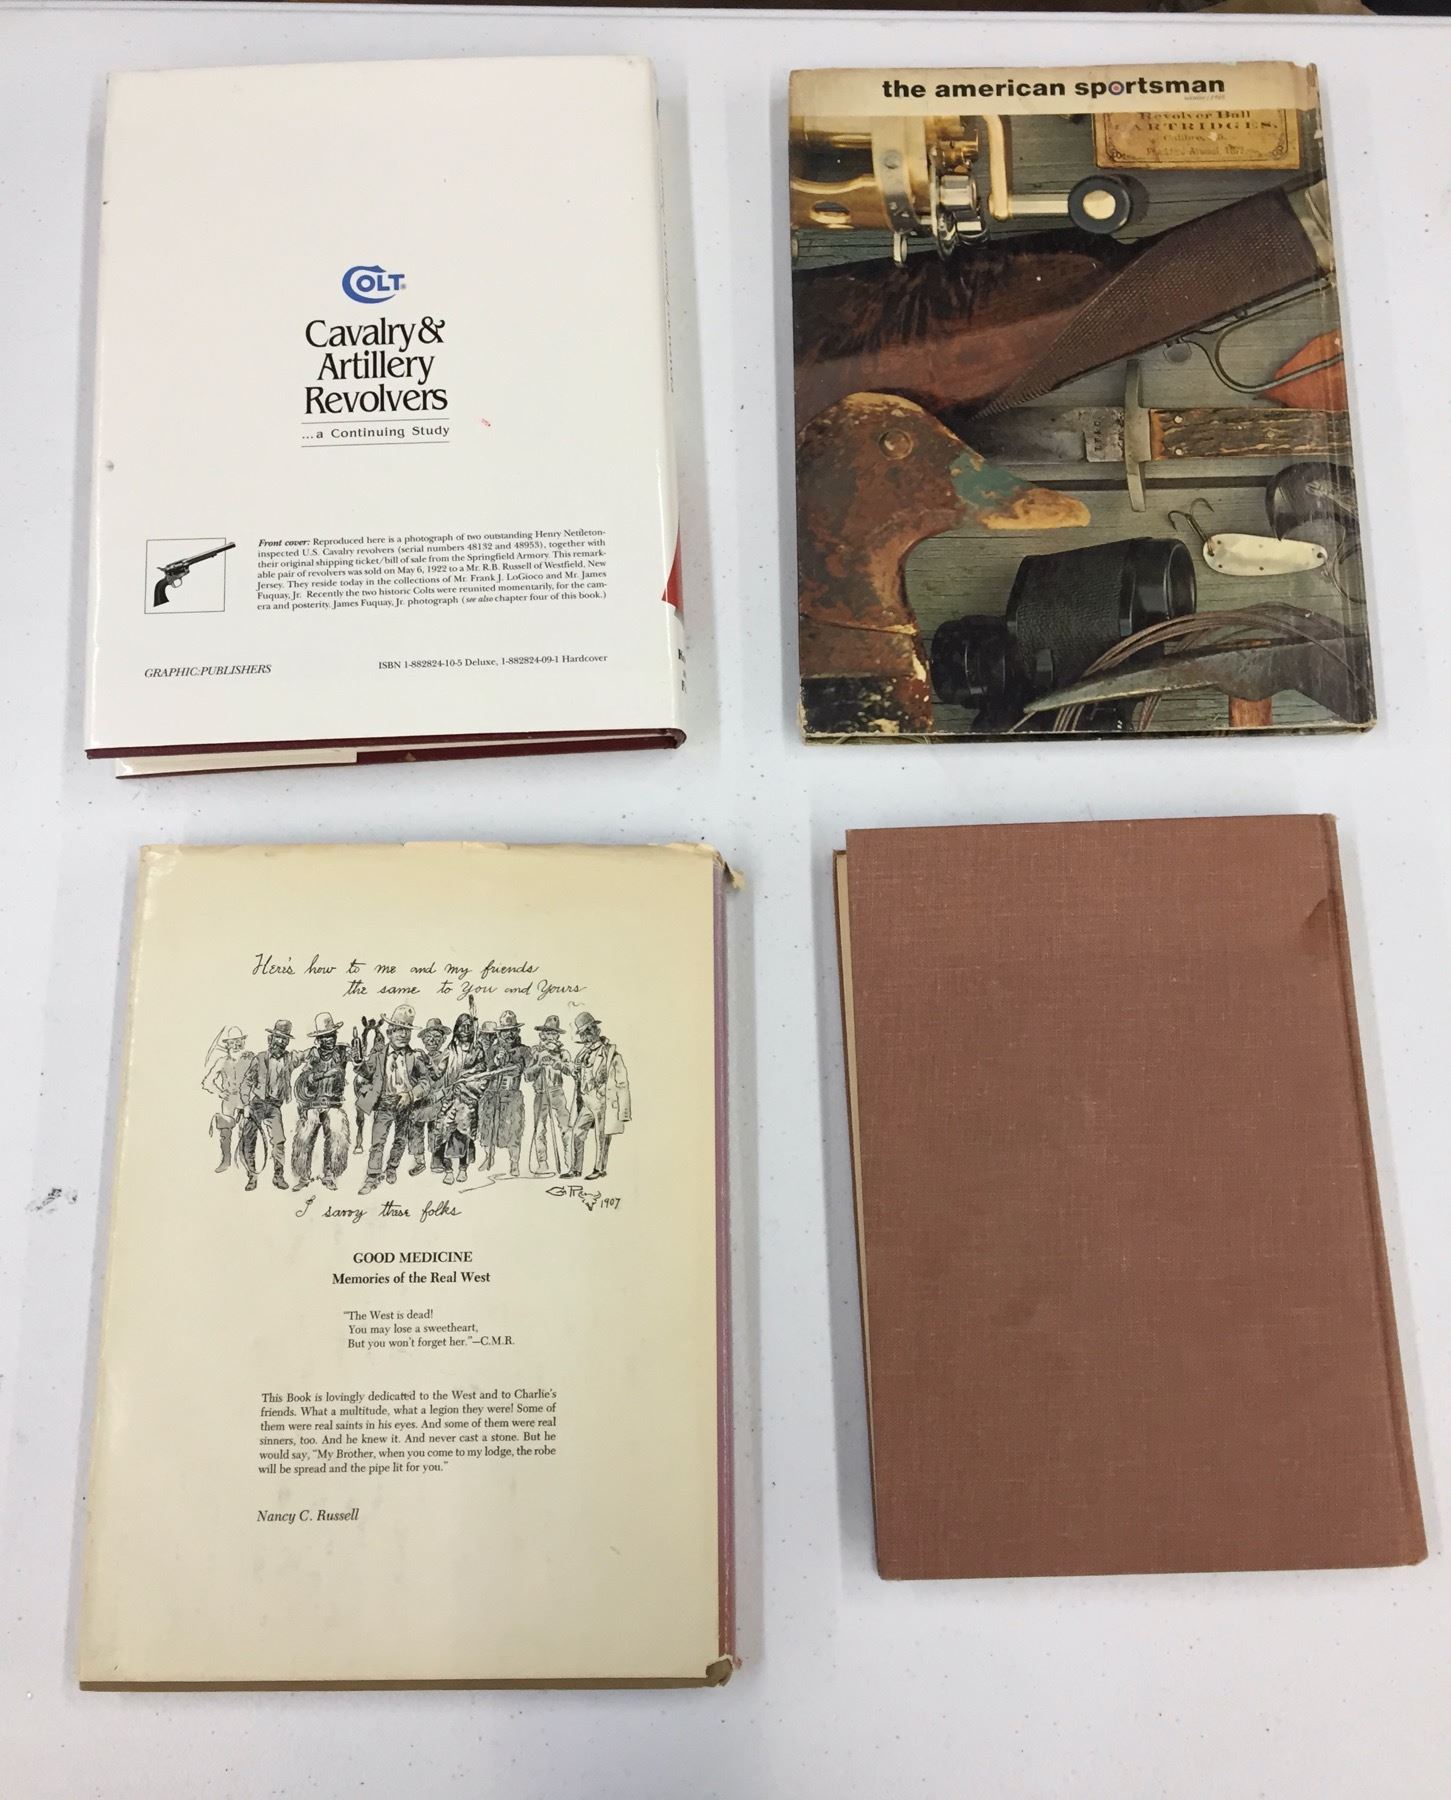 COLT
Cavalry &
Artillery
Revolvers
...a Continuing Study
Front cover: Reproduced here is a photograph of two outstanding Henry Nettleton-
inspected U.S. Cavalry revolvers (serial numbers 48132 and 48953), together with
their original shipping ticket/bill of sale from the Springfield Armory. This remark-
able pair of revolvers was sold on May 6, 1922 to a Mr. R.B. Russell of Westfield, New
Jersey. They reside today in the collections of Mr. Frank J. LoGioco and Mr. James
Fuquay, Jr. Recently the two historic Colts were reunited momentarily, for the cam-
era and posterity. James Fuquay, Jr. photograph (see also chapter four of this book.)
GRAPHIC:PUBLISHERS
ISBN 1-882824-10-5 Deluxe, 1-882824-09-1 Hardcover
the american sportsman
Revolver Ball
CARTRIDGES,
Here's how to me and my friends
the same to You and Yours
1907
I savvy these folks
GOOD MEDICINE
Memories of the Real West
"The West is dead!
You may lose a sweetheart,
But you won't forget her."—C.M.R.
This Book is lovingly dedicated to the West and to Charlie's
friends. What a multitude, what a legion they were! Some of
them were real saints in his eyes. And some of them were real
sinners, too. And he knew it. And never cast a stone. But he
would say, "My Brother, when you come to my lodge, the robe
will be spread and the pipe lit for you."
Nancy C. Russell